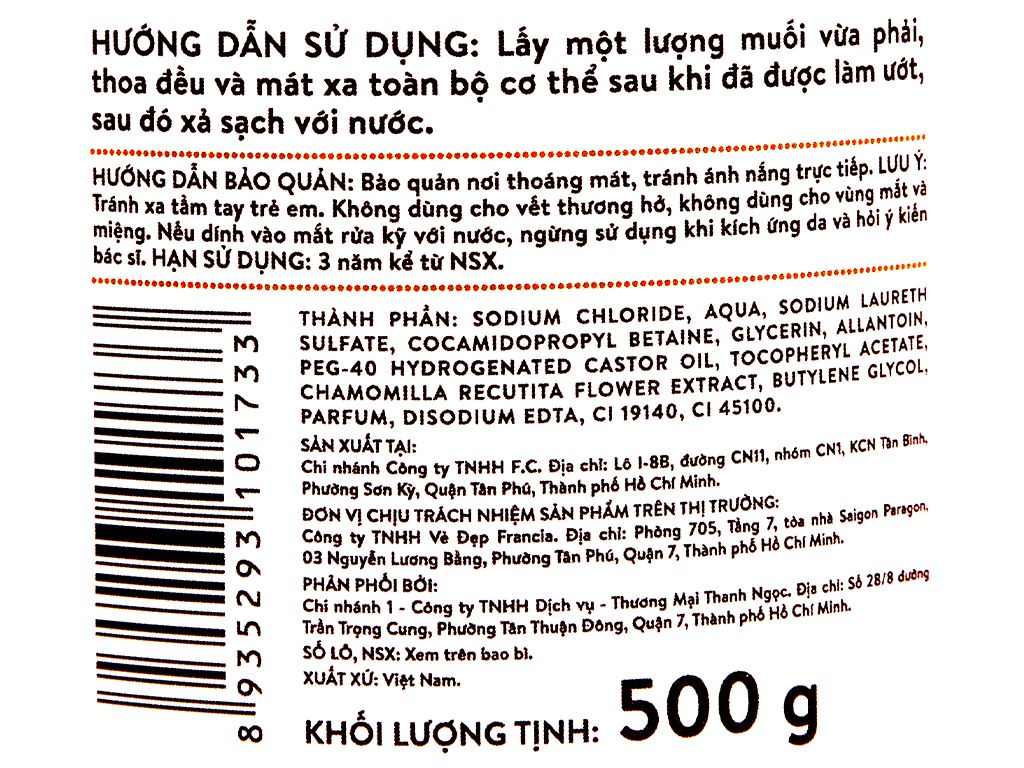 HƯỚNG DẪN SỬ DỤNG: Lấy một lượng muối vừa phải,
thoa đều và mát xa toàn bộ cơ thể sau khi đã được làm ướt,
sau đó xả sạch với nước.
HƯỚNG DẪN BẢO QUẢN: Bảo quản nơi thoáng mát, tránh ánh nắng trực tiếp. LƯU Ý:
Tránh xa tầm tay trẻ em. Không dùng cho vết thương hở, không dùng cho vùng mắt và
miệng. Nếu dính vào mắt rửa kỹ với nước, ngừng sử dụng khi kích ứng da và hỏi ý kiến
bác sĩ. HẠN SỬ DỤNG: 3 năm kể từ NSX.
THÀNH PHẦN: SODIUM CHLORIDE, AQUA, SODIUM LAURETH
SULFATE, COCAMIDOPROPYL BETAINE, GLYCERIN, ALLANTOIN,
PEG-40 HYDROGENATED CASTOR OIL, TOCOPHERYL ACETATE,
CHAMOMILLA RECUTITA FLOWER EXTRACT, BUTYLENE GLYCOL,
PARFUM, DISODIUM EDTA, CI 19140, CI 45100.
SẢN XUẤT TẠI:
Chi nhánh Công ty TNHH F.C. Địa chỉ: Lô I-8B, đường CN11, nhóm CN1, KCN Tân Bình,
Phường Sơn Kỳ, Quận Tân Phú, Thành phố Hồ Chí Minh.
ĐƠN VỊ CHỊU TRÁCH NHIỆM SẢN PHẨM TRÊN THỊ TRƯỜNG:
Công ty TNHH Vẻ Đẹp Francia. Địa chỉ: Phòng 705, Tầng 7, tòa nhà Saigon Paragon,
03 Nguyễn Lương Bằng, Phường Tân Phú, Quận 7, Thành phố Hồ Chí Minh.
PHÂN PHỐI BỞI:
Chi nhánh 1 - Công ty TNHH Dịch vụ - Thương Mại Thanh Ngọc. Địa chỉ: Số 28/8 đường
Trần Trọng Cung, Phường Tân Thuận Đông, Quận 7, Thành phố Hồ Chí Minh.
SỐ LÔ, NSX: Xem trên bao bì.
XUẤT XỨ: Việt Nam.
KHỐI LƯỢNG TỊNH: 500 g
8 935293 101733